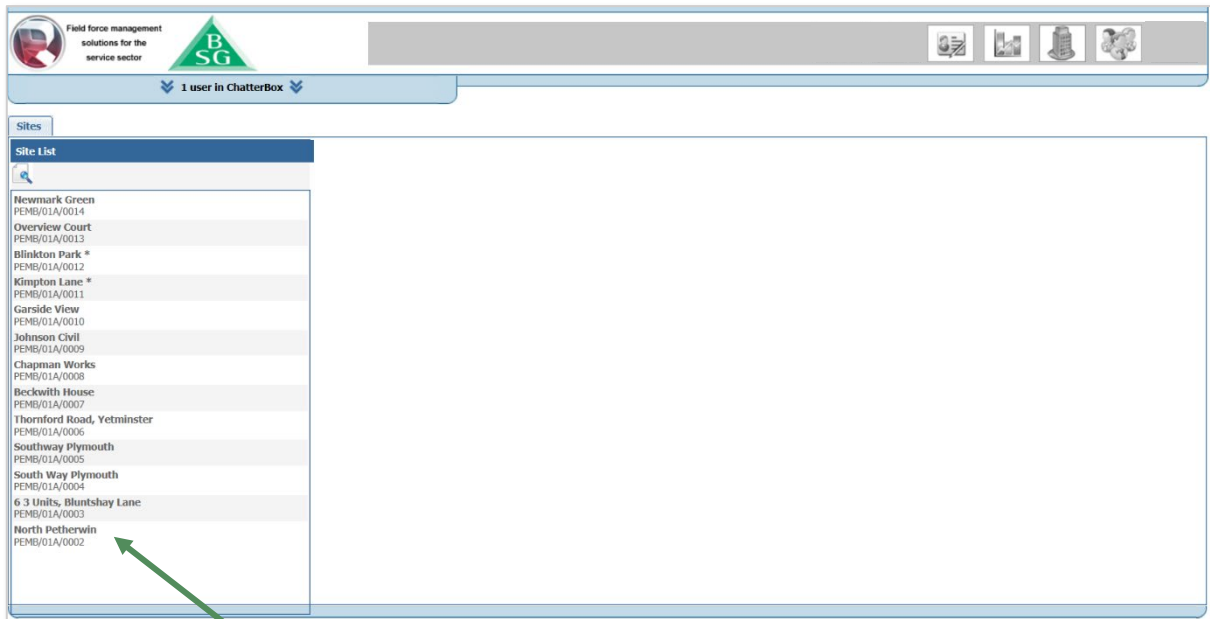 Field force management
solutions for the
service sector
B
SG
1 user in ChatterBox
Sites
Site List
Newmark Green
PEMB/01A/0014
Overview Court
PEMB/01A/0013
Blinkton Park *
PEMB/01A/0012
Kimpton Lane *
PEMB/01A/0011
Garside View
PEMB/01A/0010
Johnson Civil
PEMB/01A/0009
Chapman Works
PEMB/01A/0008
Beckwith House
PEMB/01A/0007
Thornford Road, Yetminster
PEMB/01A/0006
Southway Plymouth
PEMB/01A/0005
South Way Plymouth
PEMB/01A/0004
6 3 Units, Bluntshay Lane
PEMB/01A/0003
North Petherwin
PEMB/01A/0002